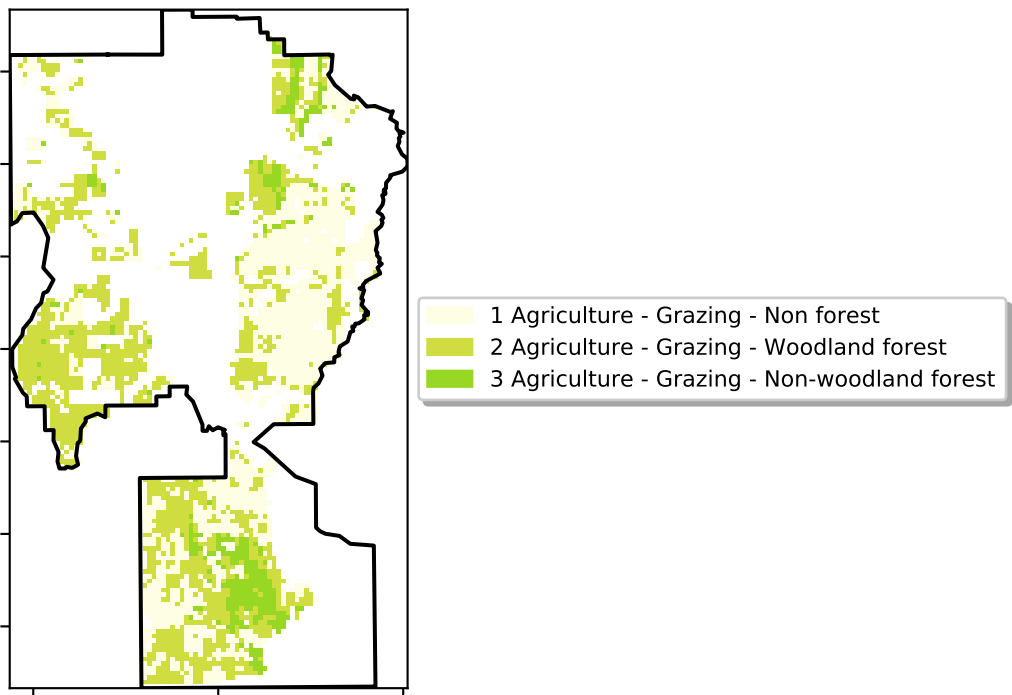 1 Agriculture - Grazing - Non forest
2 Agriculture - Grazing - Woodland forest
3 Agriculture - Grazing - Non-woodland forest